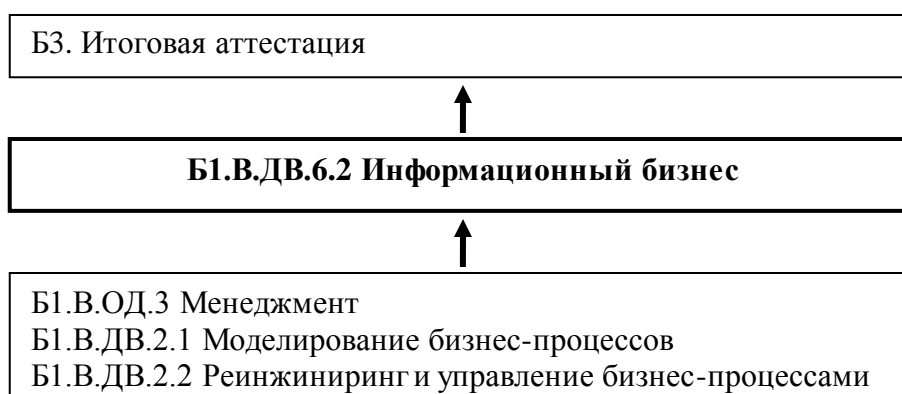 Б3. Итоговая аттестация
Б1.В.ДВ.6.2 Информационный бизнес
Б1.В.ОД.3 Менеджмент
Б1.В.ДВ.2.1 Моделирование бизнес-процессов
Б1.В.ДВ.2.2 Реинжиниринг и управление бизнес-процессами